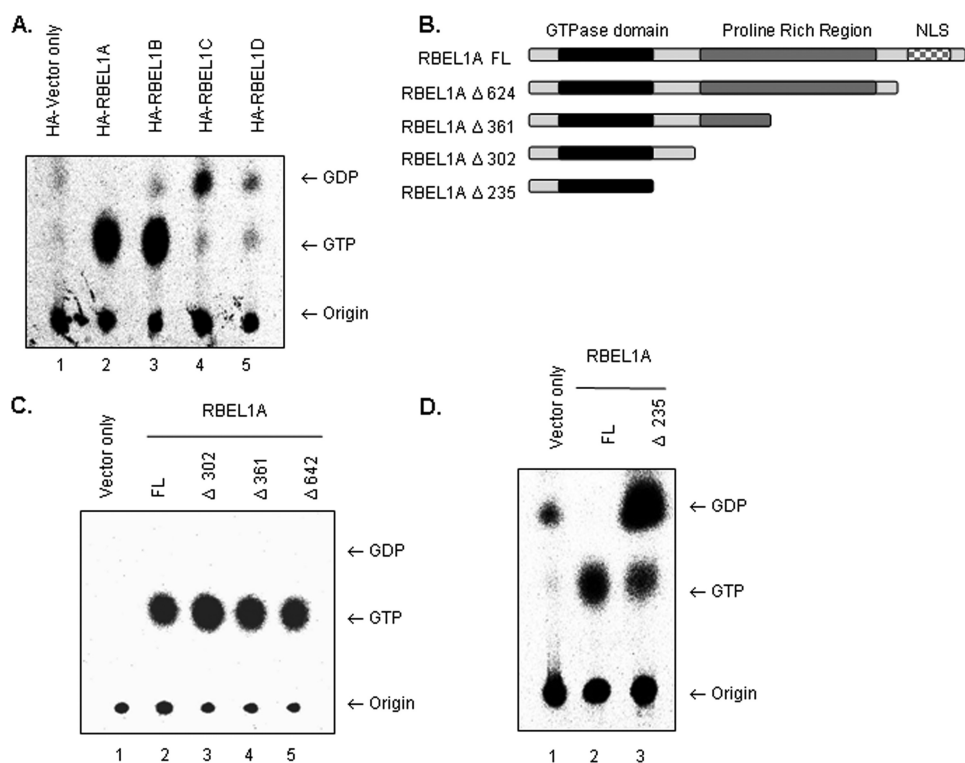 A.
HA-Vector only
HA-RBEL1A
HA-RBEL1B
HA-RBEL1C
HA-RBEL1D
← GDP
← GTP
← Origin
1 2 3 4 5
B.
GTPase domain Proline Rich Region NLS
RBEL1A FL
RBEL1A Δ 624
RBEL1A Δ 361
RBEL1A Δ 302
RBEL1A Δ 235
C.
RBEL1A
Vector only
FL
Δ 302
Δ 361
Δ 642
← GDP
← GTP
← Origin
1 2 3 4 5
D.
RBEL1A
Vector only
FL
Δ 235
← GDP
← GTP
← Origin
1 2 3